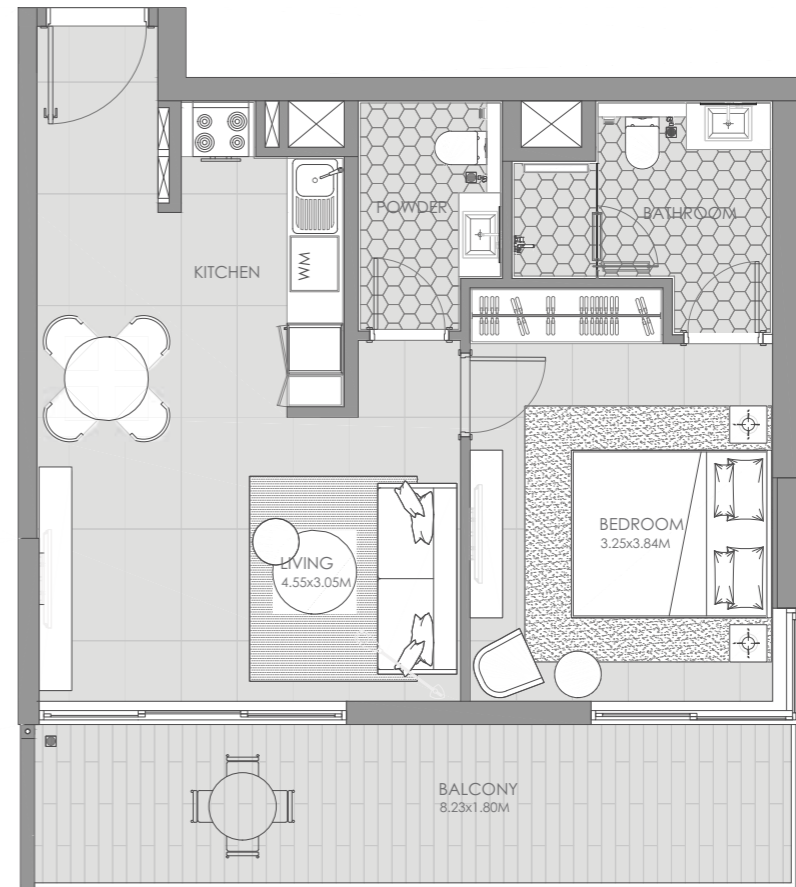 POWDER
BATHROOM
KITCHEN
WM
BEDROOM
3.25x3.84M
LIVING
4.55x3.05M
BALCONY
8.23x1.80M